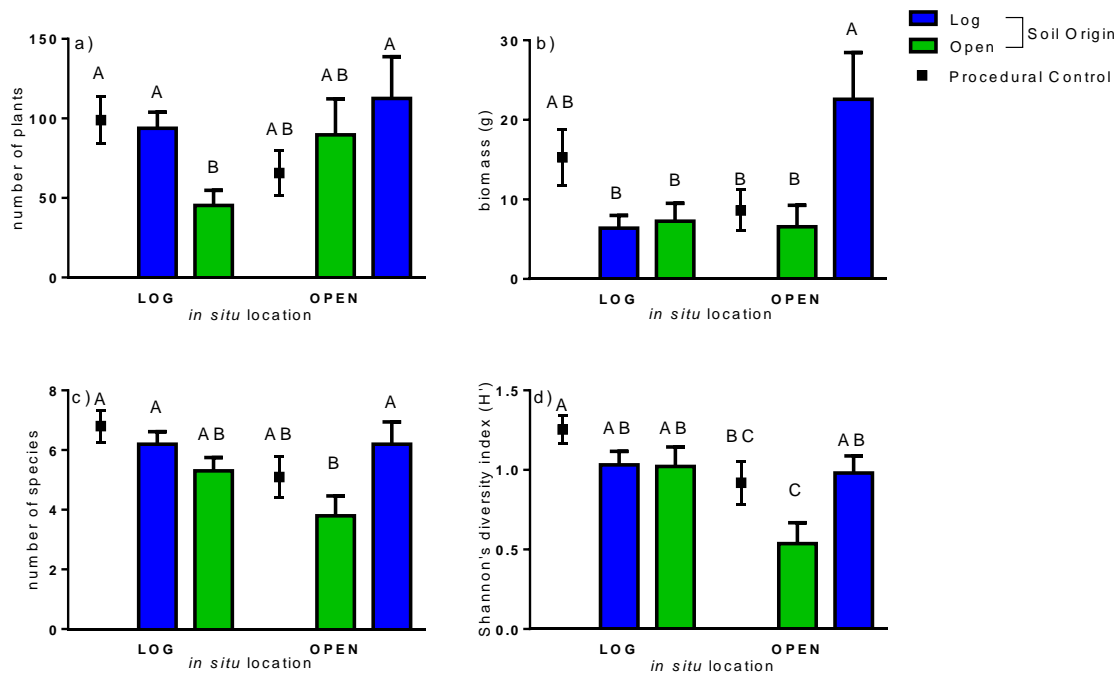 Log
Open
Soil Origin
Procedural Control
a)
150
100
50
0
number of plants
A
A
B
AB
AB
A
LOG OPEN
in situ location
b)
30
20
10
0
biomass (g)
AB
B
B
B
B
A
LOG OPEN
in situ location
c)
8
6
4
2
0
number of species
A
A
AB
AB
B
A
LOG OPEN
in situ location
d)
1.5
1.0
0.5
0.0
Shannon's diversity index (H')
A
AB
AB
BC
C
AB
LOG OPEN
in situ location